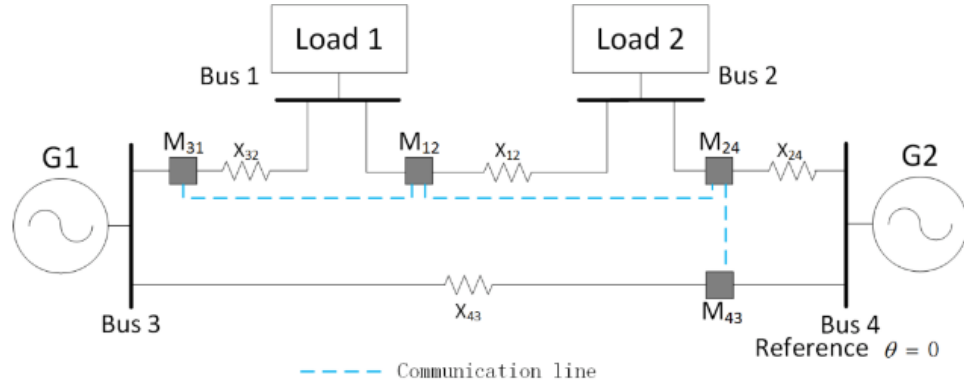 Load 1
Load 2
Bus 1
Bus 2
G1
M31
X32
M12
X12
M24
X24
G2
X43
M43
Bus 3
Bus 4
Reference θ = 0
Communication line